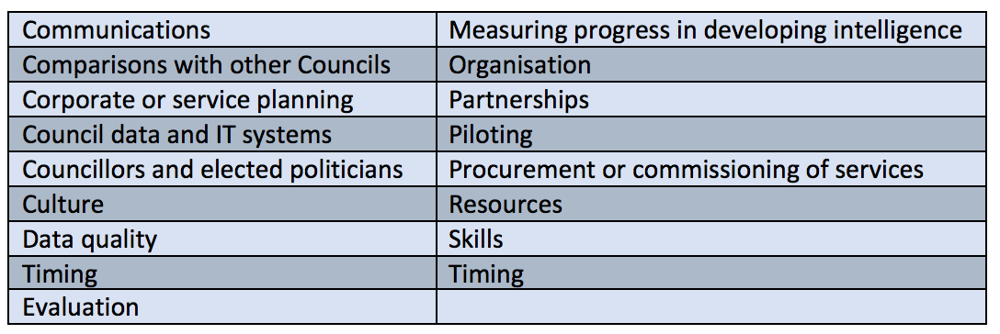 Communications
Measuring progress in developing intelligence
Comparisons with other Councils
Organisation
Corporate or service planning
Partnerships
Council data and IT systems
Piloting
Councillors and elected politicians
Procurement or commissioning of services
Culture
Resources
Data quality
Skills
Timing
Timing
Evaluation